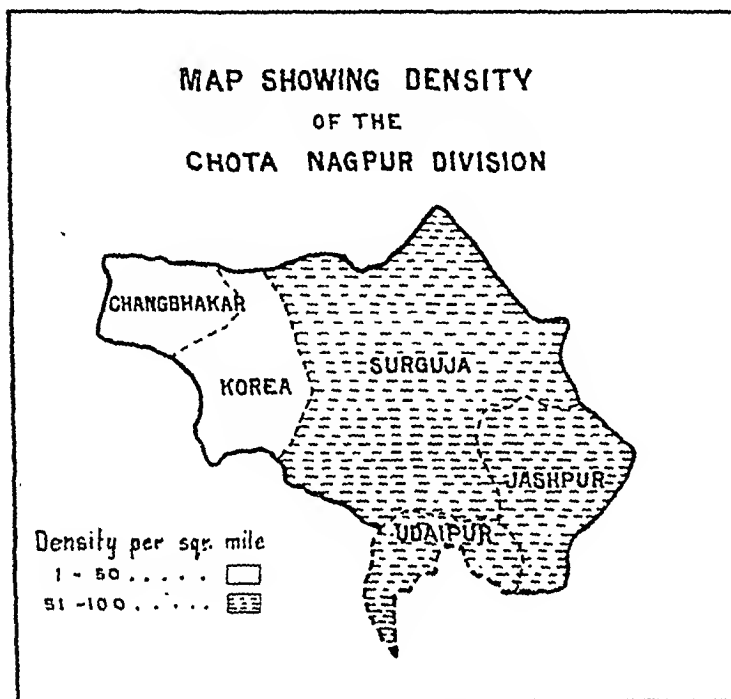 MAP SHOWING DENSITY
OF THE
CHOTA NAGPUR DIVISION
CHANGBHAKAR
KOREA
SURGUJA
JASHPUR
UDAIPUR
Density per sqr. mile
1 - 50 . . . . .
51 - 100 . . . . . .